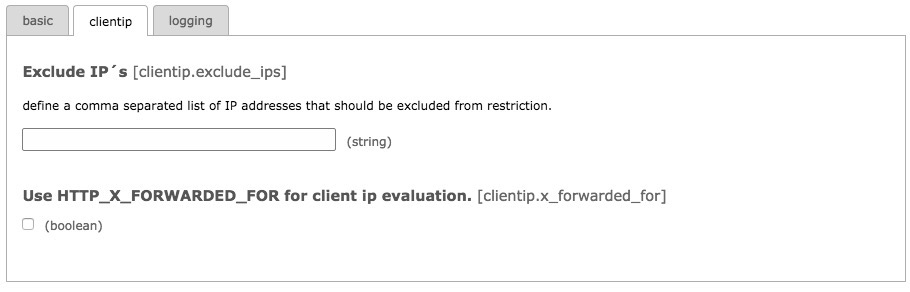 basic clientip logging
Exclude IP´s [clientip.exclude_ips]
define a comma separated list of IP addresses that should be excluded from restriction.
(string)
Use HTTP_X_FORWARDED_FOR for client ip evaluation. [clientip.x_forwarded_for]
(boolean)